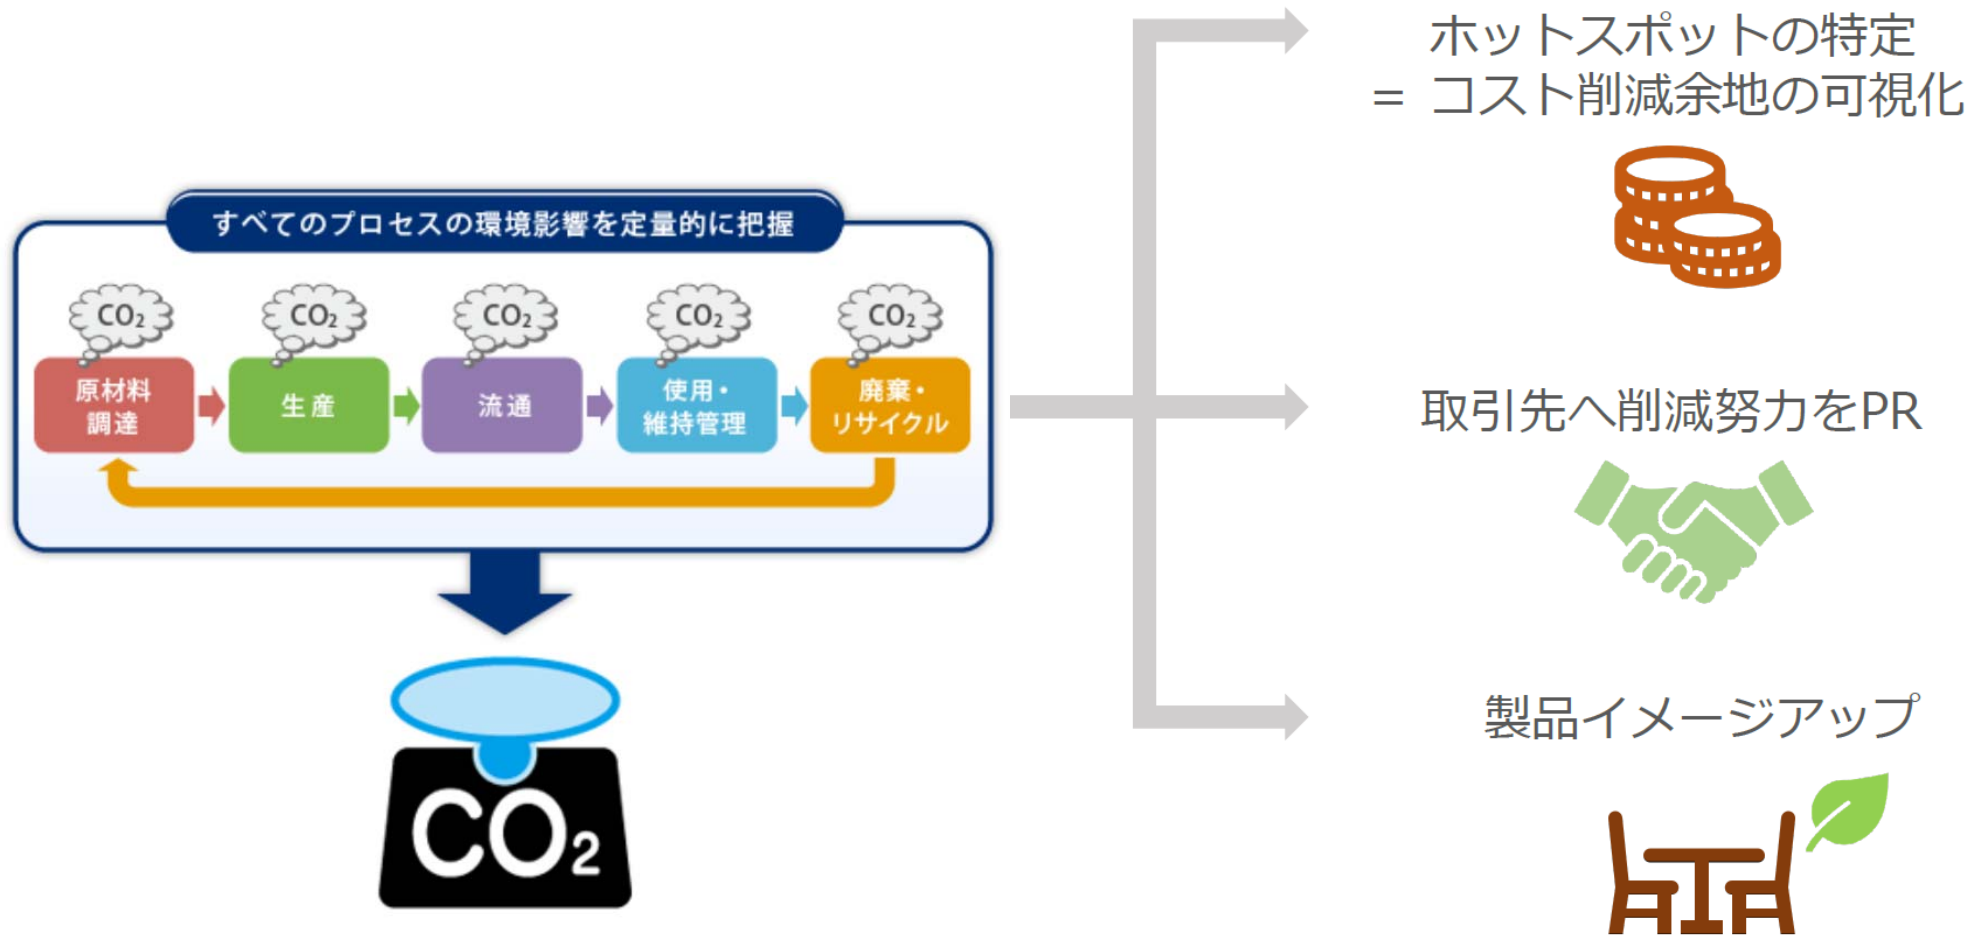 すべてのプロセスの環境影響を定量的に把握
CO₂
CO₂
CO₂
CO₂
CO₂
原材料
調達
生産
流通
使用・
維持管理
廃棄・
リサイクル
CO₂
ホットスポットの特定
= コスト削減余地の可視化
取引先へ削減努力をPR
製品イメージアップ